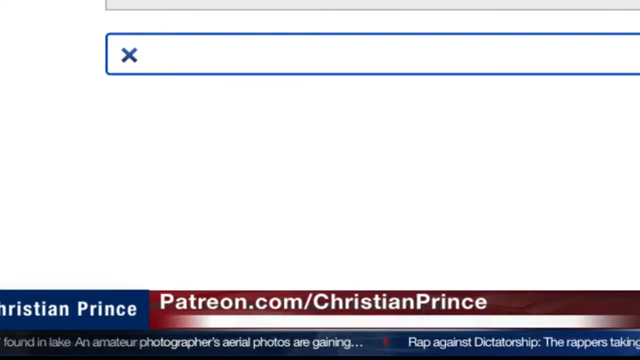 Patreon.com/ChristianPrince
hristian Prince
found in lake An amateur photographer's aerial photos are gaining... Rap against Dictatorship: The rappers taking